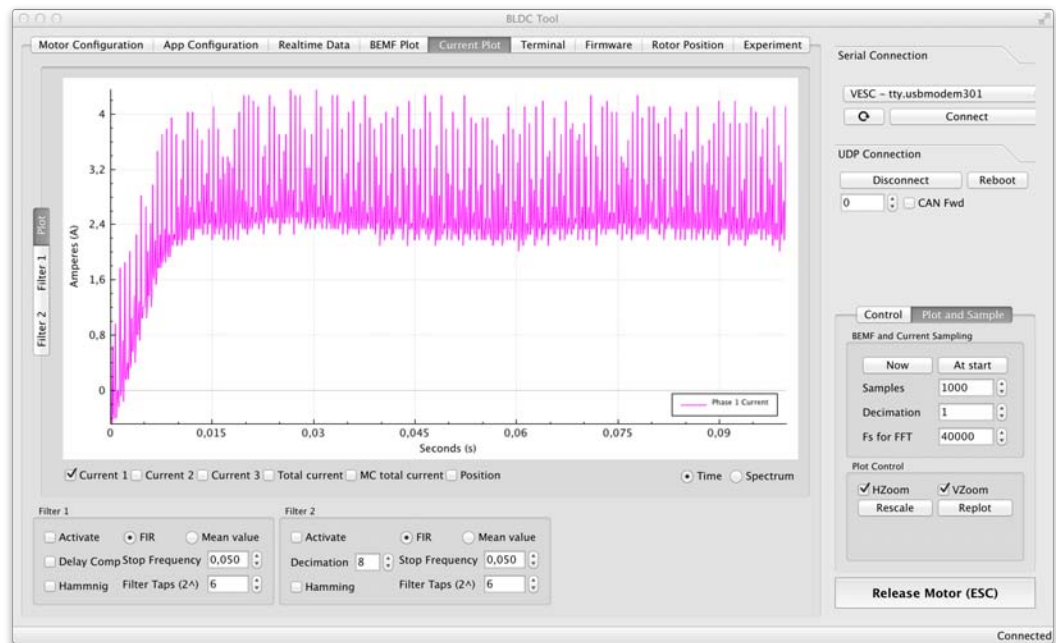 BLDC Tool
Motor Configuration App Configuration Realtime Data BEMF Plot Current Plot Terminal Firmware Rotor Position Experiment
Plot
Filter 1
Filter 2
Amperes (A)
4
3,2
2,4
1,6
0,8
0
0 0,015 0,03 0,045 0,06 0,075 0,09
Seconds (s)
Phase 1 Current
Current 1 Current 2 Current 3 Total current MC total current Position
Time Spectrum
Filter 1
Activate FIR Mean value
Delay Comp Stop Frequency 0,050
Hammnig Filter Taps (2^) 6
Filter 2
Activate FIR Mean value
Decimation 8 Stop Frequency 0,050
Hamming Filter Taps (2^) 6
Serial Connection
VESC - tty.usbmodem301
Connect
UDP Connection
Disconnect Reboot
0 CAN Fwd
Control Plot and Sample
BEMF and Current Sampling
Now At start
Samples 1000
Decimation 1
Fs for FFT 40000
Plot Control
HZoom VZoom
Rescale Replot
Release Motor (ESC)
Connected